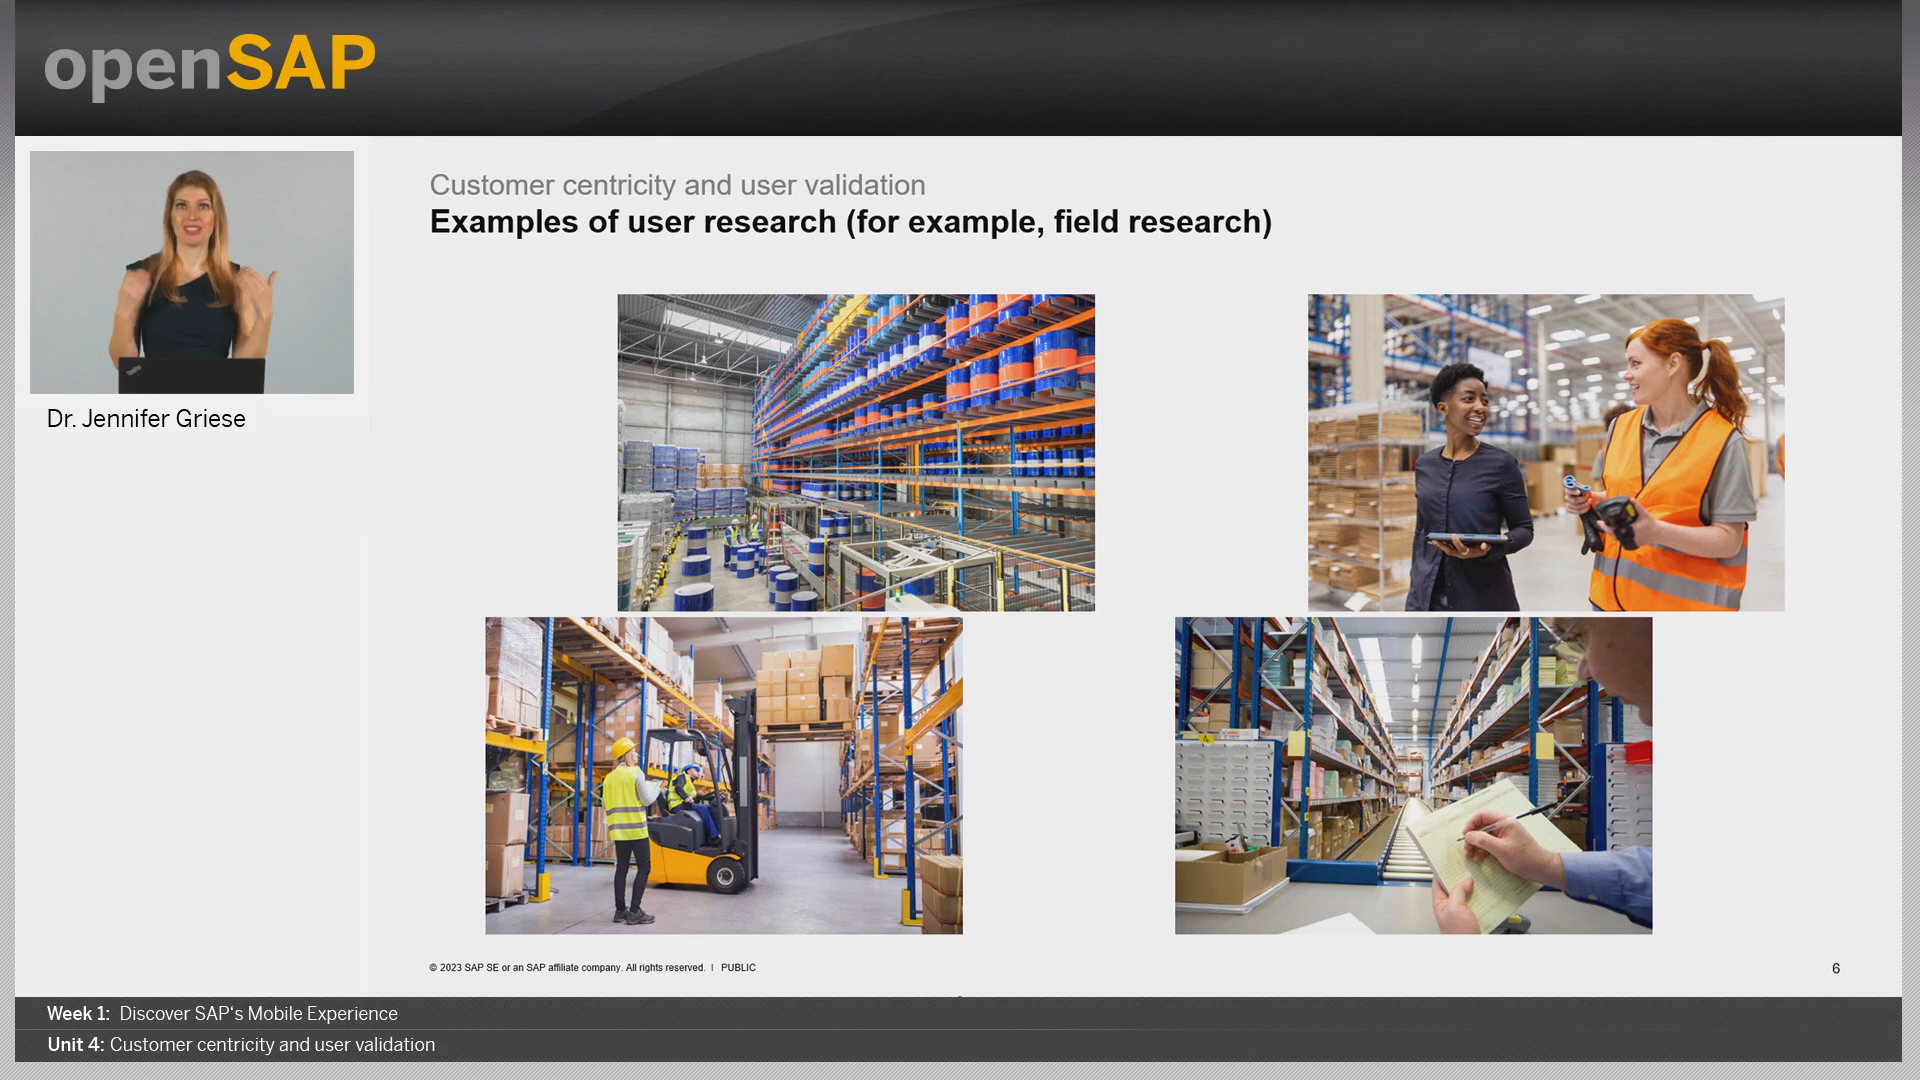 openSAP
Customer centricity and user validation
Examples of user research (for example, field research)
Dr. Jennifer Griese
© 2023 SAP SE or an SAP affiliate company. All rights reserved. | PUBLIC
6
Week 1: Discover SAP‘s Mobile Experience
Unit 4: Customer centricity and user validation